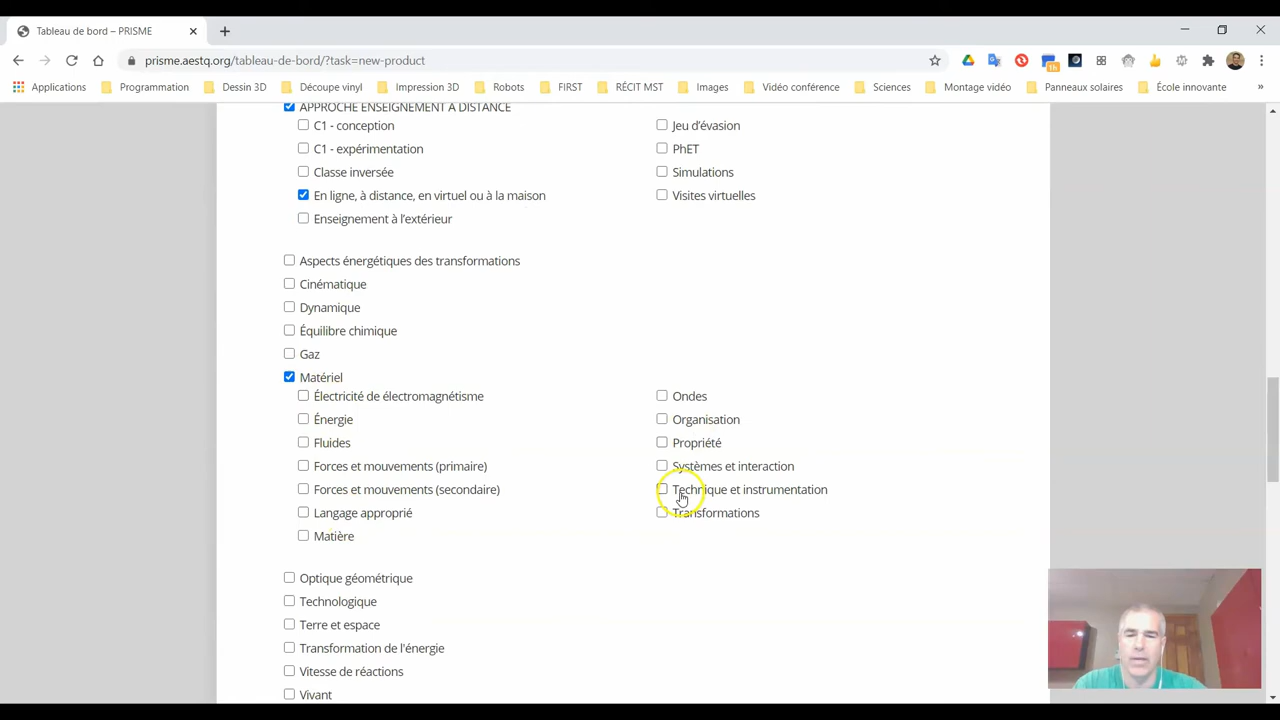 Tableau de bord – PRISME
prisme.aestq.org/tableau-de-bord/?task=new-product
Applications Programmation Dessin 3D Découpe vinyl Impression 3D Robots FIRST RÉCIT MST Images Vidéo conférence Sciences Montage vidéo Panneaux solaires École innovante »
APPROCHE ENSEIGNEMENT À DISTANCE
C1 - conception Jeu d’évasion
C1 - expérimentation PhET
Classe inversée Simulations
En ligne, à distance, en virtuel ou à la maison Visites virtuelles
Enseignement à l’extérieur
Aspects énergétiques des transformations
Cinématique
Dynamique
Équilibre chimique
Gaz
Matériel
Électricité de électromagnétisme Ondes
Énergie Organisation
Fluides Propriété
Forces et mouvements (primaire) Systèmes et interaction
Forces et mouvements (secondaire) Technique et instrumentation
Langage approprié Transformations
Matière
Optique géométrique
Technologique
Terre et espace
Transformation de l'énergie
Vitesse de réactions
Vivant